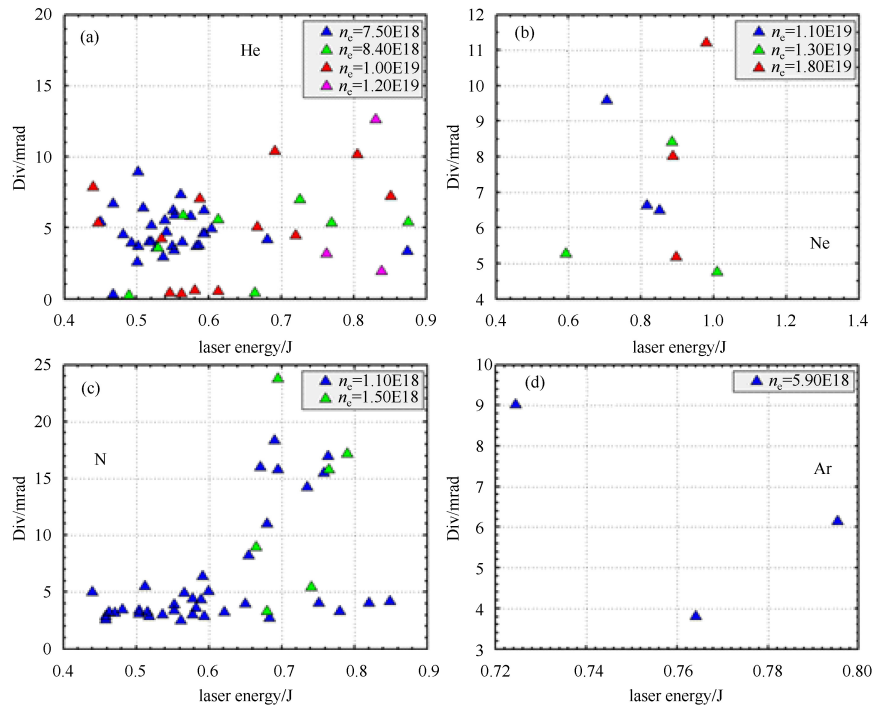 (a)
He
nₑ=7.50E18
nₑ=8.40E18
nₑ=1.00E19
nₑ=1.20E19
20
15
10
5
0
Div/mrad
0.4 0.5 0.6 0.7 0.8 0.9
laser energy/J
(b)
Ne
nₑ=1.10E19
nₑ=1.30E19
nₑ=1.80E19
12
11
10
9
8
7
6
5
4
Div/mrad
0.4 0.6 0.8 1.0 1.2 1.4
laser energy/J
(c)
N
nₑ=1.10E18
nₑ=1.50E18
25
20
15
10
5
0
Div/mrad
0.4 0.5 0.6 0.7 0.8 0.9
laser energy/J
(d)
Ar
nₑ=5.90E18
10
9
8
7
6
5
4
3
Div/mrad
0.72 0.74 0.76 0.78 0.80
laser energy/J